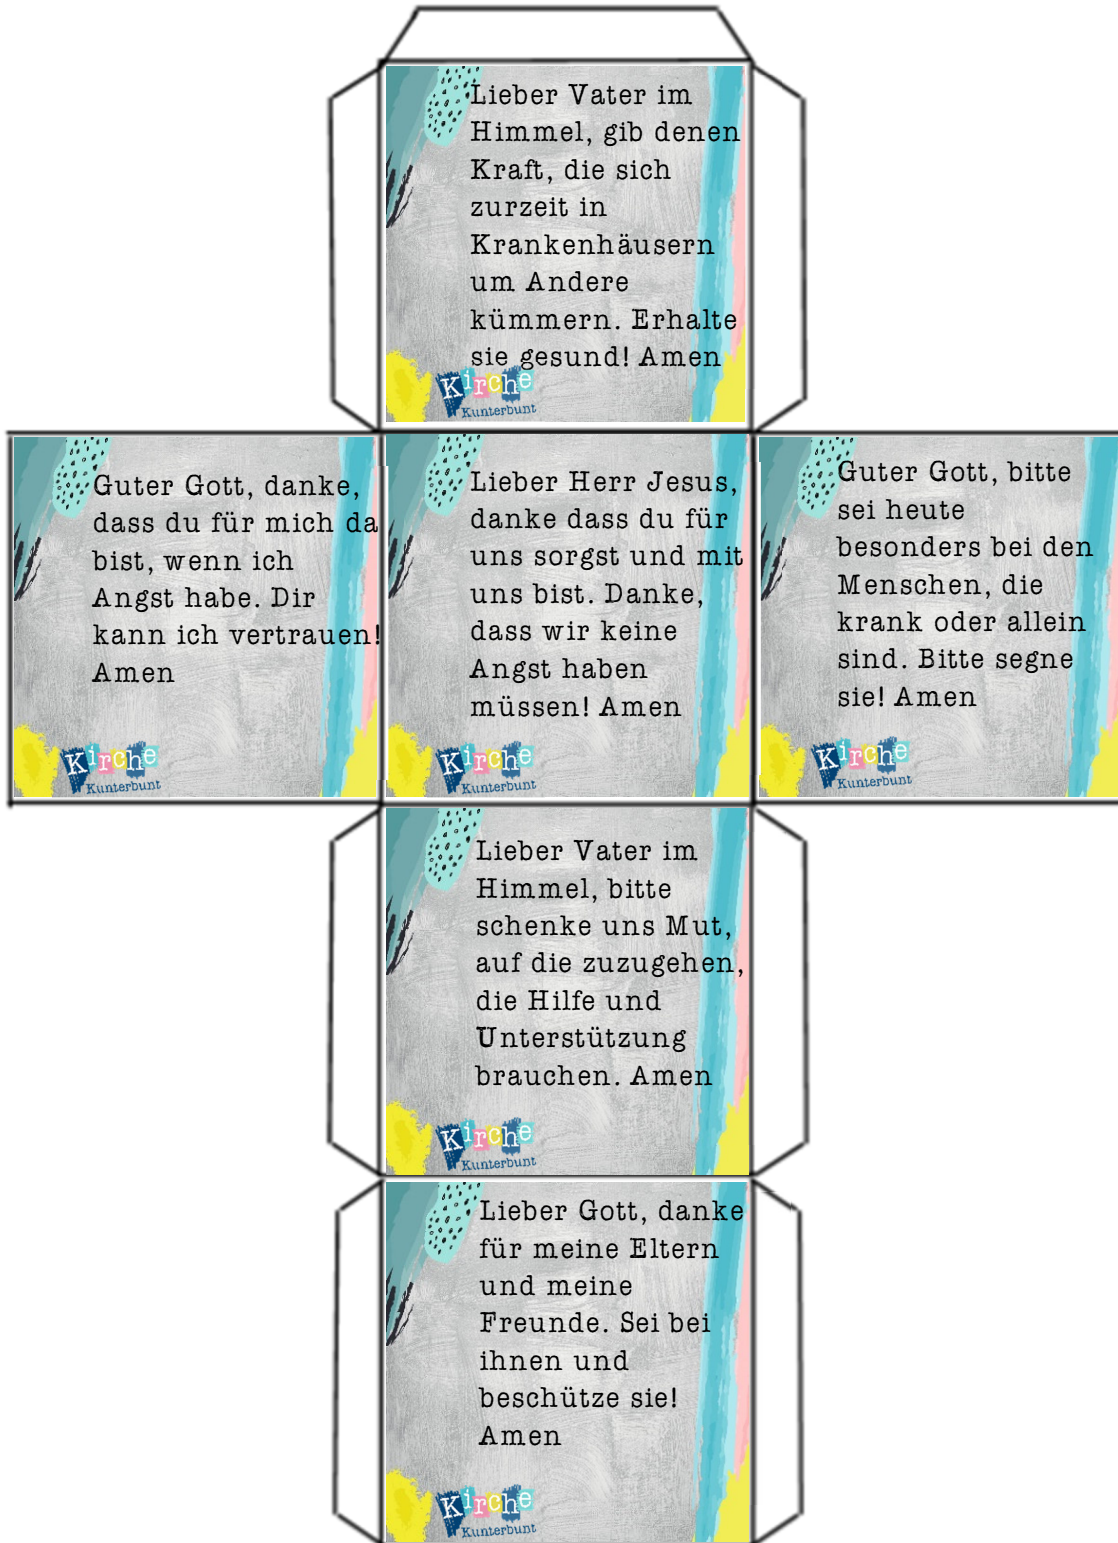 Lieber Vater im
Himmel, gib denen
Kraft, die sich
zurzeit in
Krankenhäusern
um Andere
kümmern. Erhalte
sie gesund! Amen
Kirche
Kunterbunt
Guter Gott, danke,
dass du für mich da
bist, wenn ich
Angst habe. Dir
kann ich vertrauen!
Amen
Kirche
Kunterbunt
Lieber Herr Jesus,
danke dass du für
uns sorgst und mit
uns bist. Danke,
dass wir keine
Angst haben
müssen! Amen
Kirche
Kunterbunt
Guter Gott, bitte
sei heute
besonders bei den
Menschen, die
krank oder allein
sind. Bitte segne
sie! Amen
Kirche
Kunterbunt
Lieber Vater im
Himmel, bitte
schenke uns Mut,
auf die zuzugehen,
die Hilfe und
Unterstützung
brauchen. Amen
Kirche
Kunterbunt
Lieber Gott, danke
für meine Eltern
und meine
Freunde. Sei bei
ihnen und
beschütze sie!
Amen
Kirche
Kunterbunt